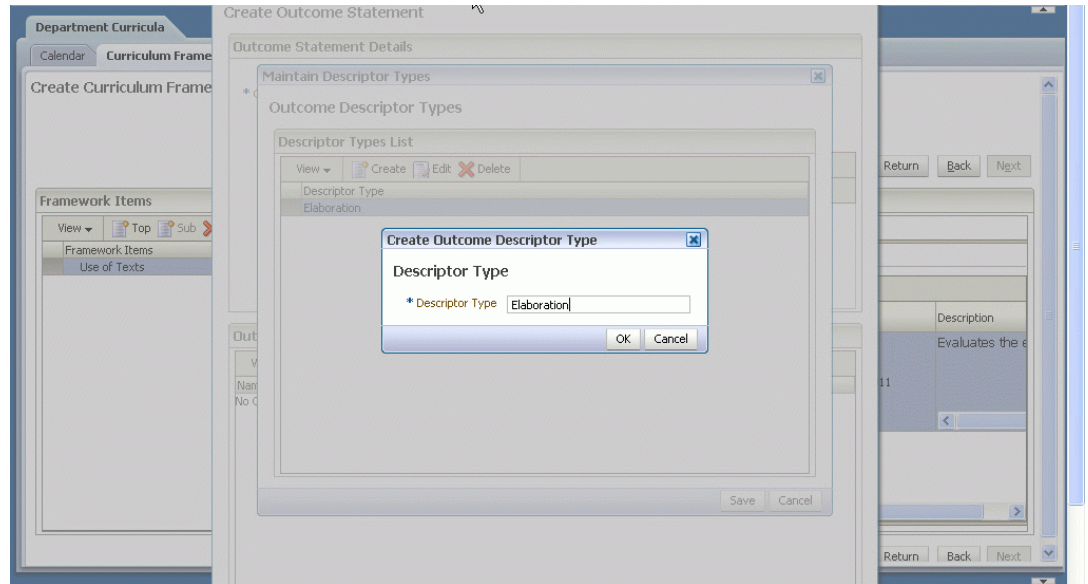 Department Curricula
Create Outcome Statement
Calendar Curriculum Frame
Outcome Statement Details
Create Curriculum Frame
Maintain Descriptor Types
Outcome Descriptor Types
Descriptor Types List
View Create Edit Delete
Return Back Next
Descriptor Type
Elaboration
Framework Items
View Top Sub
Framework Items
Use of Texts
Create Outcome Descriptor Type
Descriptor Type
* Descriptor Type Elaboration
OK Cancel
Description
Evaluates the e
11
Out
Nam
No O
Save Cancel
Return Back Next